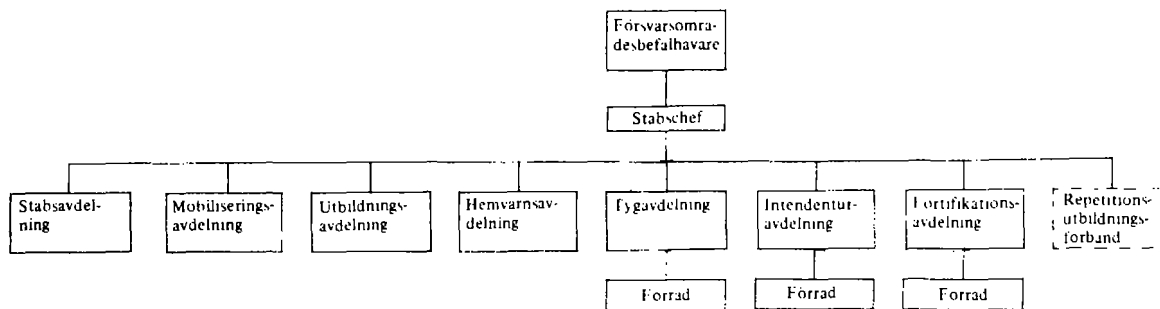 Försvarsområ-
desbefälhavare
Stabschef
Stabsavdel-
ning
Mobiliserings-
avdelning
Utbildnings-
avdelning
Hemvärnsav-
delning
Tygavdelning
Intendentur-
avdelning
Fortifikations-
avdelning
Repetitions-
utbildnings-
förband
Förråd
Förråd
Förråd